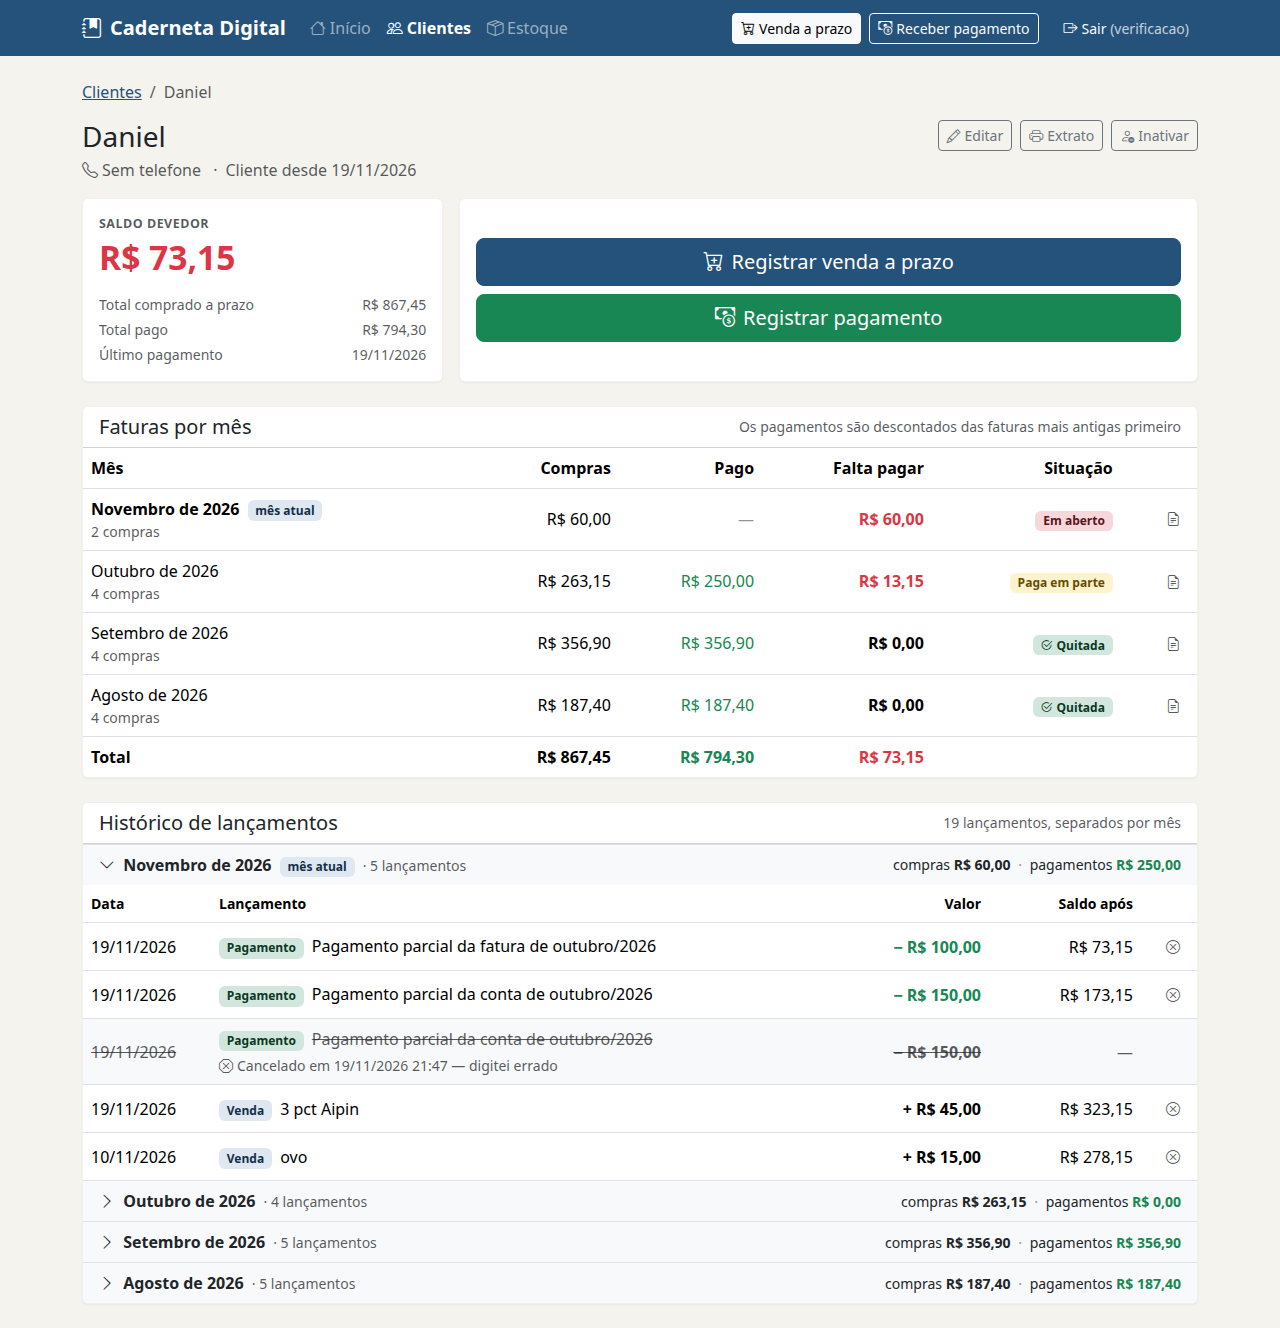 Caderneta Digital Início Clientes Estoque Venda a prazo Receber pagamento Sair (verificacao)
Clientes / Daniel
Daniel Editar Extrato Inativar
Sem telefone · Cliente desde 19/11/2026
SALDO DEVEDOR
R$ 73,15
Total comprado a prazo R$ 867,45
Total pago R$ 794,30
Último pagamento 19/11/2026
Registrar venda a prazo
Registrar pagamento
Faturas por mês Os pagamentos são descontados das faturas mais antigas primeiro
Mês Compras Pago Falta pagar Situação
Novembro de 2026 mês atual R$ 60,00 — R$ 60,00 Em aberto
2 compras
Outubro de 2026 R$ 263,15 R$ 250,00 R$ 13,15 Paga em parte
4 compras
Setembro de 2026 R$ 356,90 R$ 356,90 R$ 0,00 Quitada
4 compras
Agosto de 2026 R$ 187,40 R$ 187,40 R$ 0,00 Quitada
4 compras
Total R$ 867,45 R$ 794,30 R$ 73,15
Histórico de lançamentos 19 lançamentos, separados por mês
Novembro de 2026 mês atual · 5 lançamentos compras R$ 60,00 · pagamentos R$ 250,00
Data Lançamento Valor Saldo após
19/11/2026 Pagamento Pagamento parcial da fatura de outubro/2026 − R$ 100,00 R$ 73,15
19/11/2026 Pagamento Pagamento parcial da conta de outubro/2026 − R$ 150,00 R$ 173,15
19/11/2026 Pagamento Pagamento parcial da conta de outubro/2026 − R$ 150,00 —
Cancelado em 19/11/2026 21:47 — digitei errado
19/11/2026 Venda 3 pct Aipin + R$ 45,00 R$ 323,15
10/11/2026 Venda ovo + R$ 15,00 R$ 278,15
Outubro de 2026 · 4 lançamentos compras R$ 263,15 · pagamentos R$ 0,00
Setembro de 2026 · 5 lançamentos compras R$ 356,90 · pagamentos R$ 356,90
Agosto de 2026 · 5 lançamentos compras R$ 187,40 · pagamentos R$ 187,40